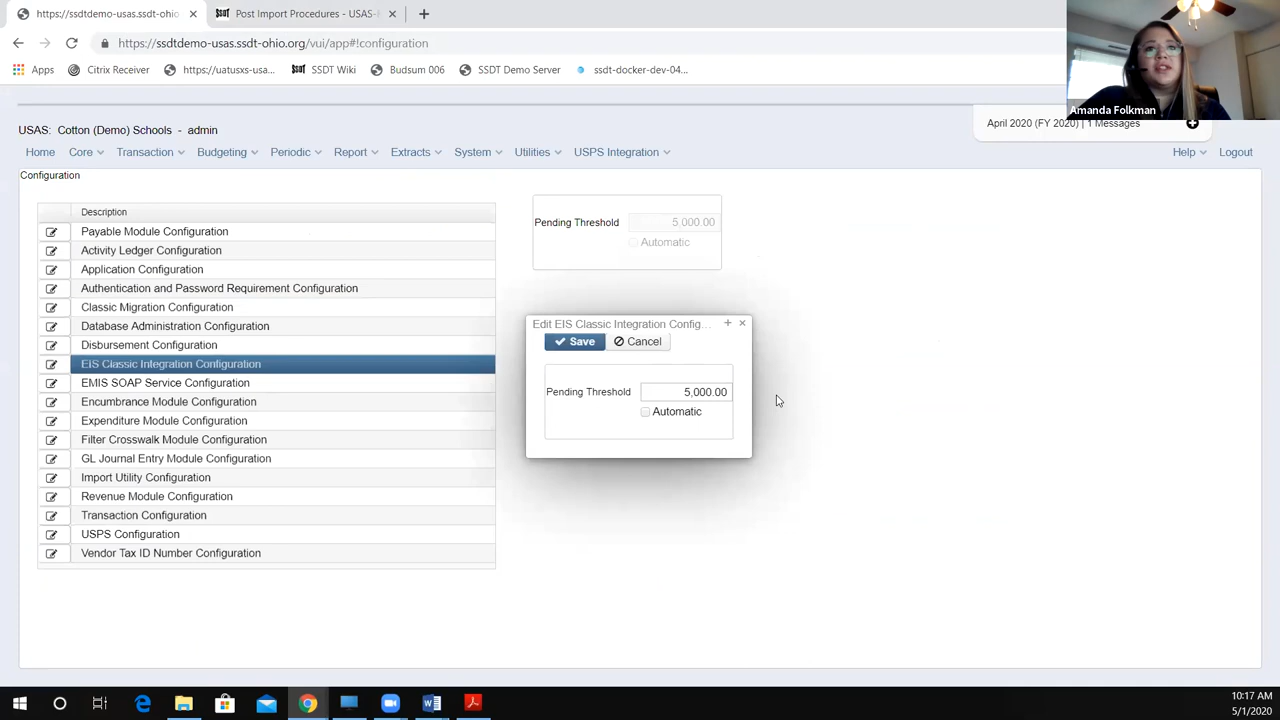 https://ssdtdemo-usas.ssdt-ohio
Post Import Procedures - USAS-
https://ssdtdemo-usas.ssdt-ohio.org/vui/app#!configuration
Apps
Citrix Receiver
https://uatusxs-usa...
SSDT Wiki
Budsum 006
SSDT Demo Server
ssdt-docker-dev-04...
Amanda Folkman
USAS: Cotton (Demo) Schools - admin
April 2020 (FY 2020) | 1 Messages
Home Core Transaction Budgeting Periodic Report Extracts System Utilities USPS Integration Help Logout
Configuration
Description
Payable Module Configuration
Activity Ledger Configuration
Application Configuration
Authentication and Password Requirement Configuration
Classic Migration Configuration
Database Administration Configuration
Disbursement Configuration
EIS Classic Integration Configuration
EMIS SOAP Service Configuration
Encumbrance Module Configuration
Expenditure Module Configuration
Filter Crosswalk Module Configuration
GL Journal Entry Module Configuration
Import Utility Configuration
Revenue Module Configuration
Transaction Configuration
USPS Configuration
Vendor Tax ID Number Configuration
Pending Threshold 5,000.00
Automatic
Edit EIS Classic Integration Config...
Save Cancel
Pending Threshold 5,000.00
Automatic
10:17 AM
5/1/2020